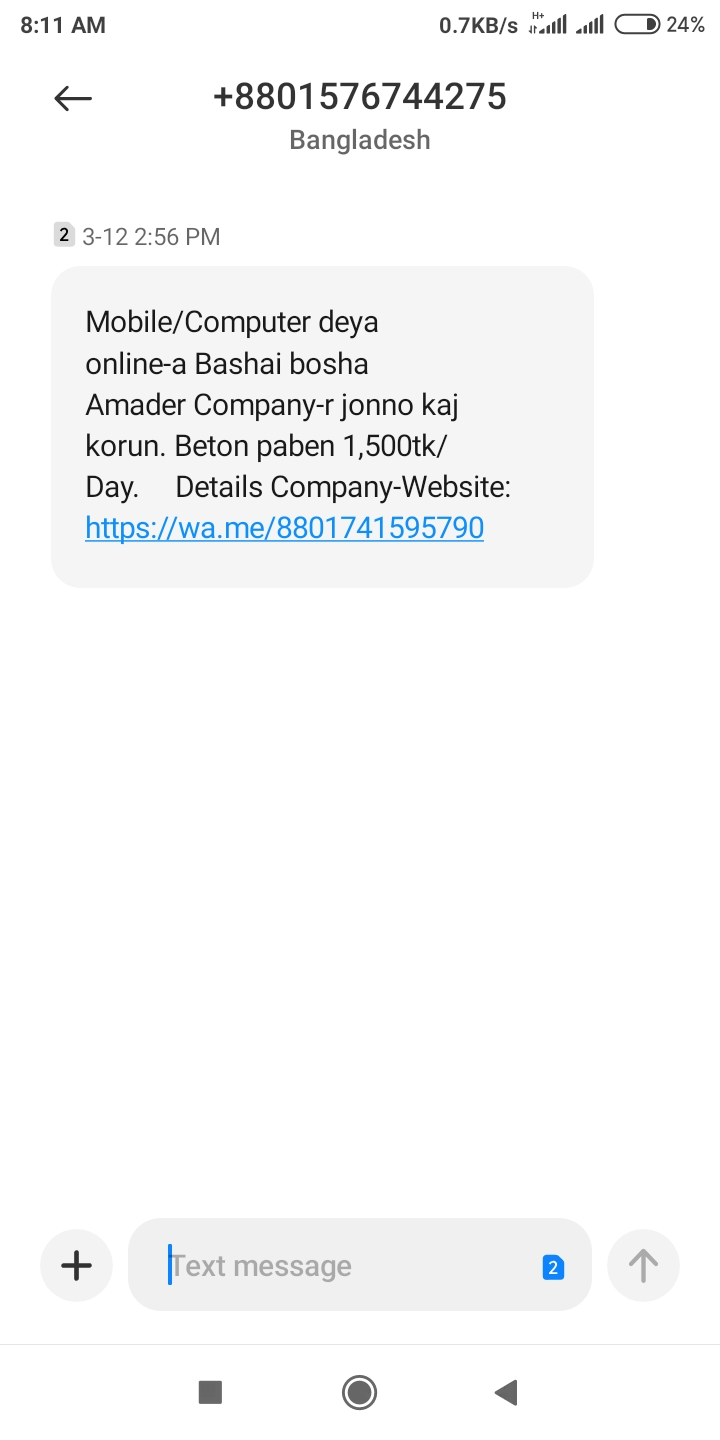 8:11 AM 0.7KB/s H+ 24%
+8801576744275
Bangladesh
2 3-12 2:56 PM
Mobile/Computer deya
online-a Bashai bosha
Amader Company-r jonno kaj
korun. Beton paben 1,500tk/
Day. Details Company-Website:
https://wa.me/8801741595790
Text message 2